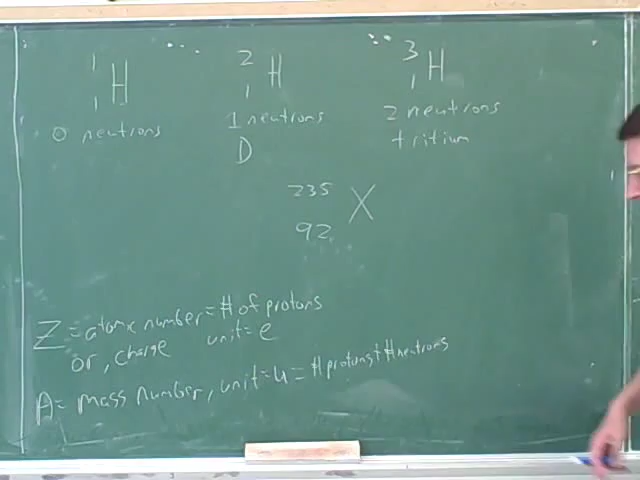 1 2 3
H H H
1 1 1
0 neutrons 1 neutrons 2 neutrons
D tritium
235
X
92
Z = atomic number = # of protons
or, charge unit = e
A = mass number, unit = u = # protons + # neutrons